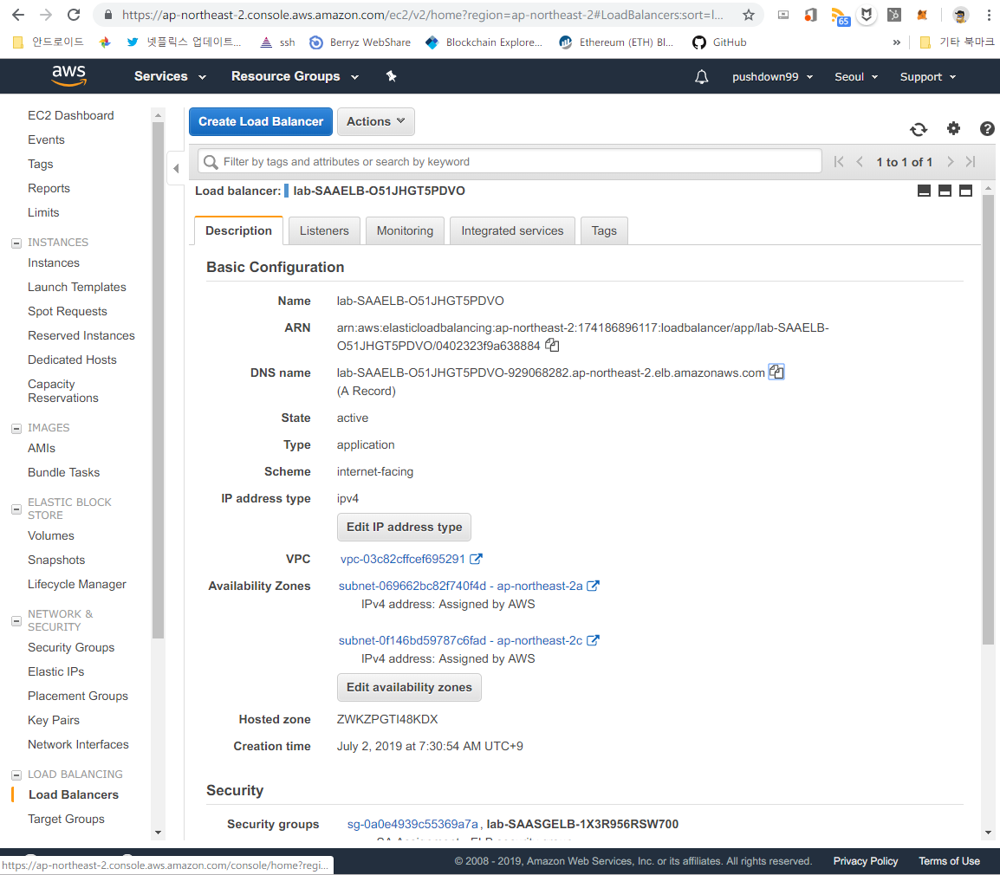 https://ap-northeast-2.console.aws.amazon.com/ec2/v2/home?region=ap-northeast-2#LoadBalancers:sort=l...
65
안드로이드
넷플릭스 업데이트...
ssh
Berryz WebShare
Blockchain Explore...
Ethereum (ETH) Bl...
GitHub
»
기타 북마크
aws
Services
Resource Groups
pushdown99
Seoul
Support
EC2 Dashboard
Events
Tags
Reports
Limits
INSTANCES
Instances
Launch Templates
Spot Requests
Reserved Instances
Dedicated Hosts
Capacity
Reservations
IMAGES
AMIs
Bundle Tasks
ELASTIC BLOCK
STORE
Volumes
Snapshots
Lifecycle Manager
NETWORK &
SECURITY
Security Groups
Elastic IPs
Placement Groups
Key Pairs
Network Interfaces
LOAD BALANCING
Load Balancers
Target Groups
Create Load Balancer
Actions
Filter by tags and attributes or search by keyword
1 to 1 of 1
Load balancer: lab-SAAELB-O51JHGT5PDVO
Description
Listeners
Monitoring
Integrated services
Tags
Basic Configuration
Name lab-SAAELB-O51JHGT5PDVO
ARN arn:aws:elasticloadbalancing:ap-northeast-2:174186896117:loadbalancer/app/lab-SAAELB-
O51JHGT5PDVO/0402323f9a638884
DNS name lab-SAAELB-O51JHGT5PDVO-929068282.ap-northeast-2.elb.amazonaws.com
(A Record)
State active
Type application
Scheme internet-facing
IP address type ipv4
Edit IP address type
VPC vpc-03c82cffcef695291
Availability Zones subnet-069662bc82f740f4d - ap-northeast-2a
IPv4 address: Assigned by AWS
subnet-0f146bd59787c6fad - ap-northeast-2c
IPv4 address: Assigned by AWS
Edit availability zones
Hosted zone ZWKZPGTI48KDX
Creation time July 2, 2019 at 7:30:54 AM UTC+9
Security
Security groups sg-0a0e4939c55369a7a, lab-SAASGELB-1X3R956RSW700
https://ap-northeast-2.console.aws.amazon.com/console/home?regi...
© 2008 - 2019, Amazon Web Services, Inc. or its affiliates. All rights reserved.
Privacy Policy
Terms of Use